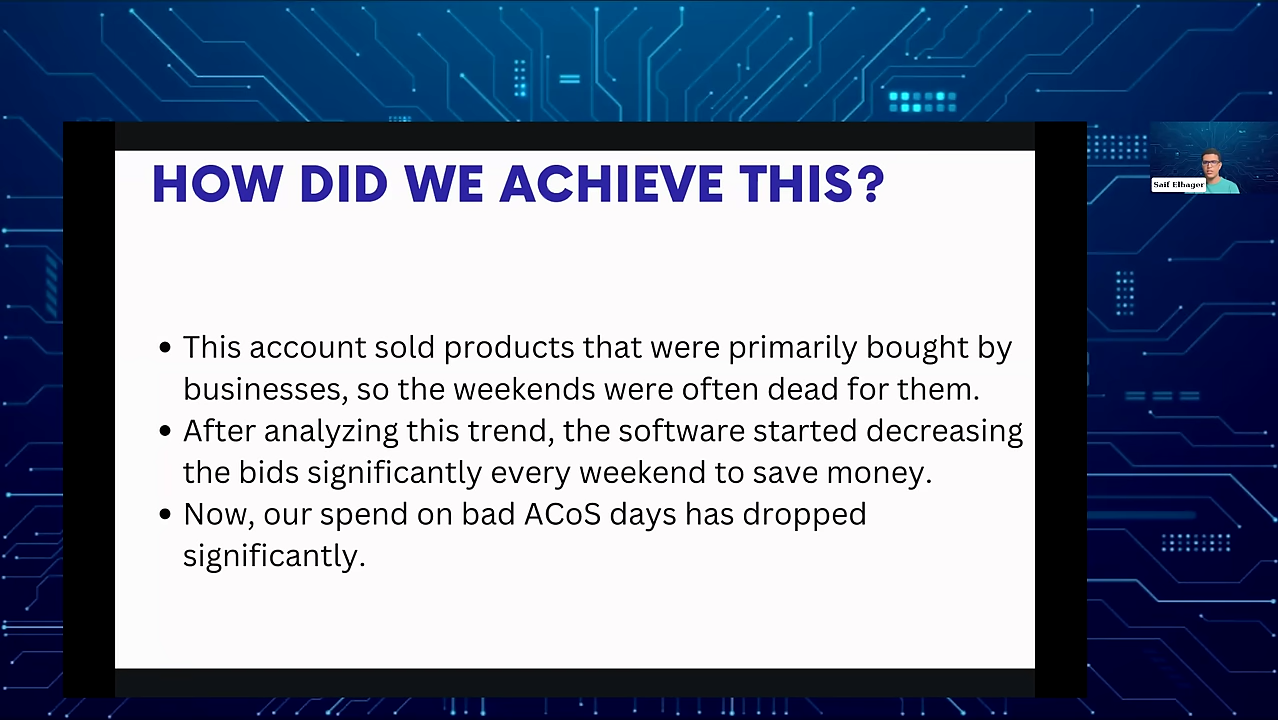 HOW DID WE ACHIEVE THIS?
Saif Elhager
• This account sold products that were primarily bought by
businesses, so the weekends were often dead for them.
• After analyzing this trend, the software started decreasing
the bids significantly every weekend to save money.
• Now, our spend on bad ACoS days has dropped
significantly.